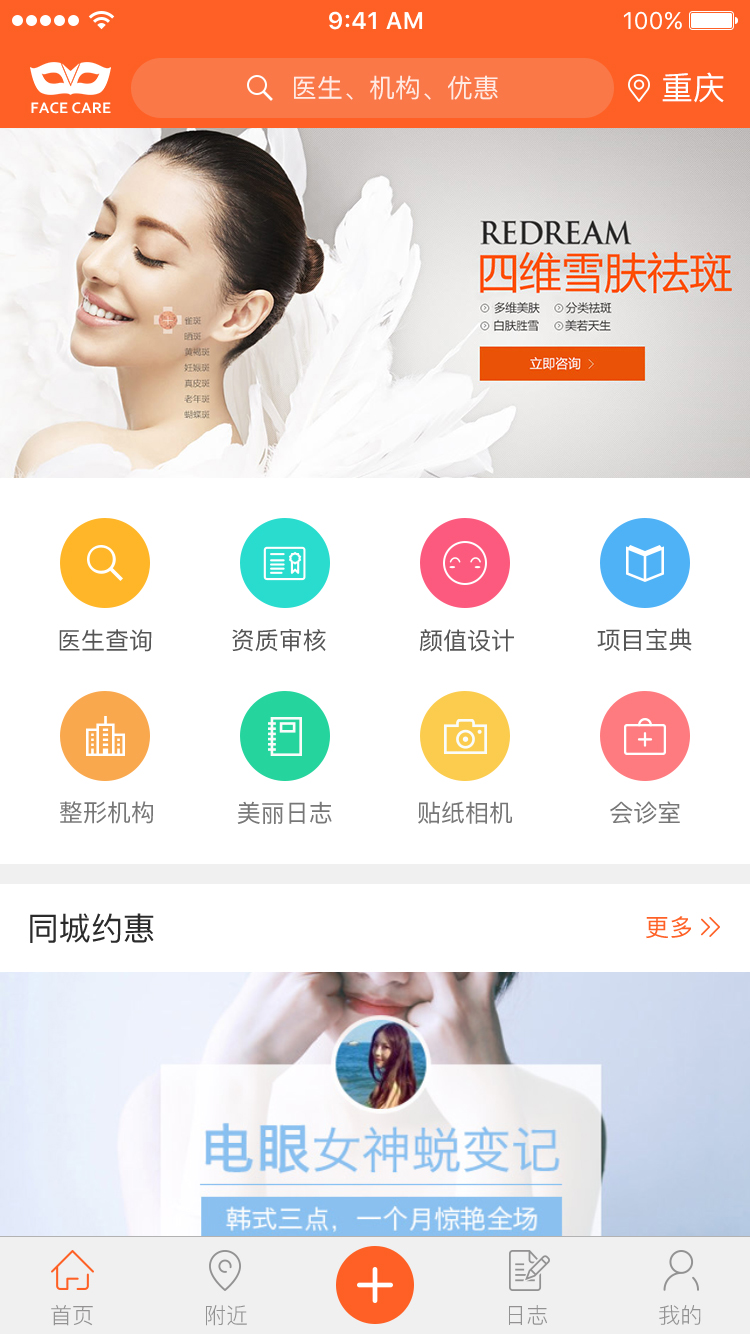 9:41 AM
100%
FACE CARE
医生、机构、优惠
重庆
REDREAM
四维雪肤祛斑
多维美肤 分类祛斑
白肤胜雪 美若天生
立即咨询
雀斑
晒斑
黄褐斑
妊娠斑
真皮斑
老年斑
蝴蝶斑
医生查询 资质审核 颜值设计 项目宝典
整形机构 美丽日志 贴纸相机 会诊室
同城约惠 更多
电眼女神蜕变记
韩式三点，一个月惊艳全场
首页 附近 日志 我的